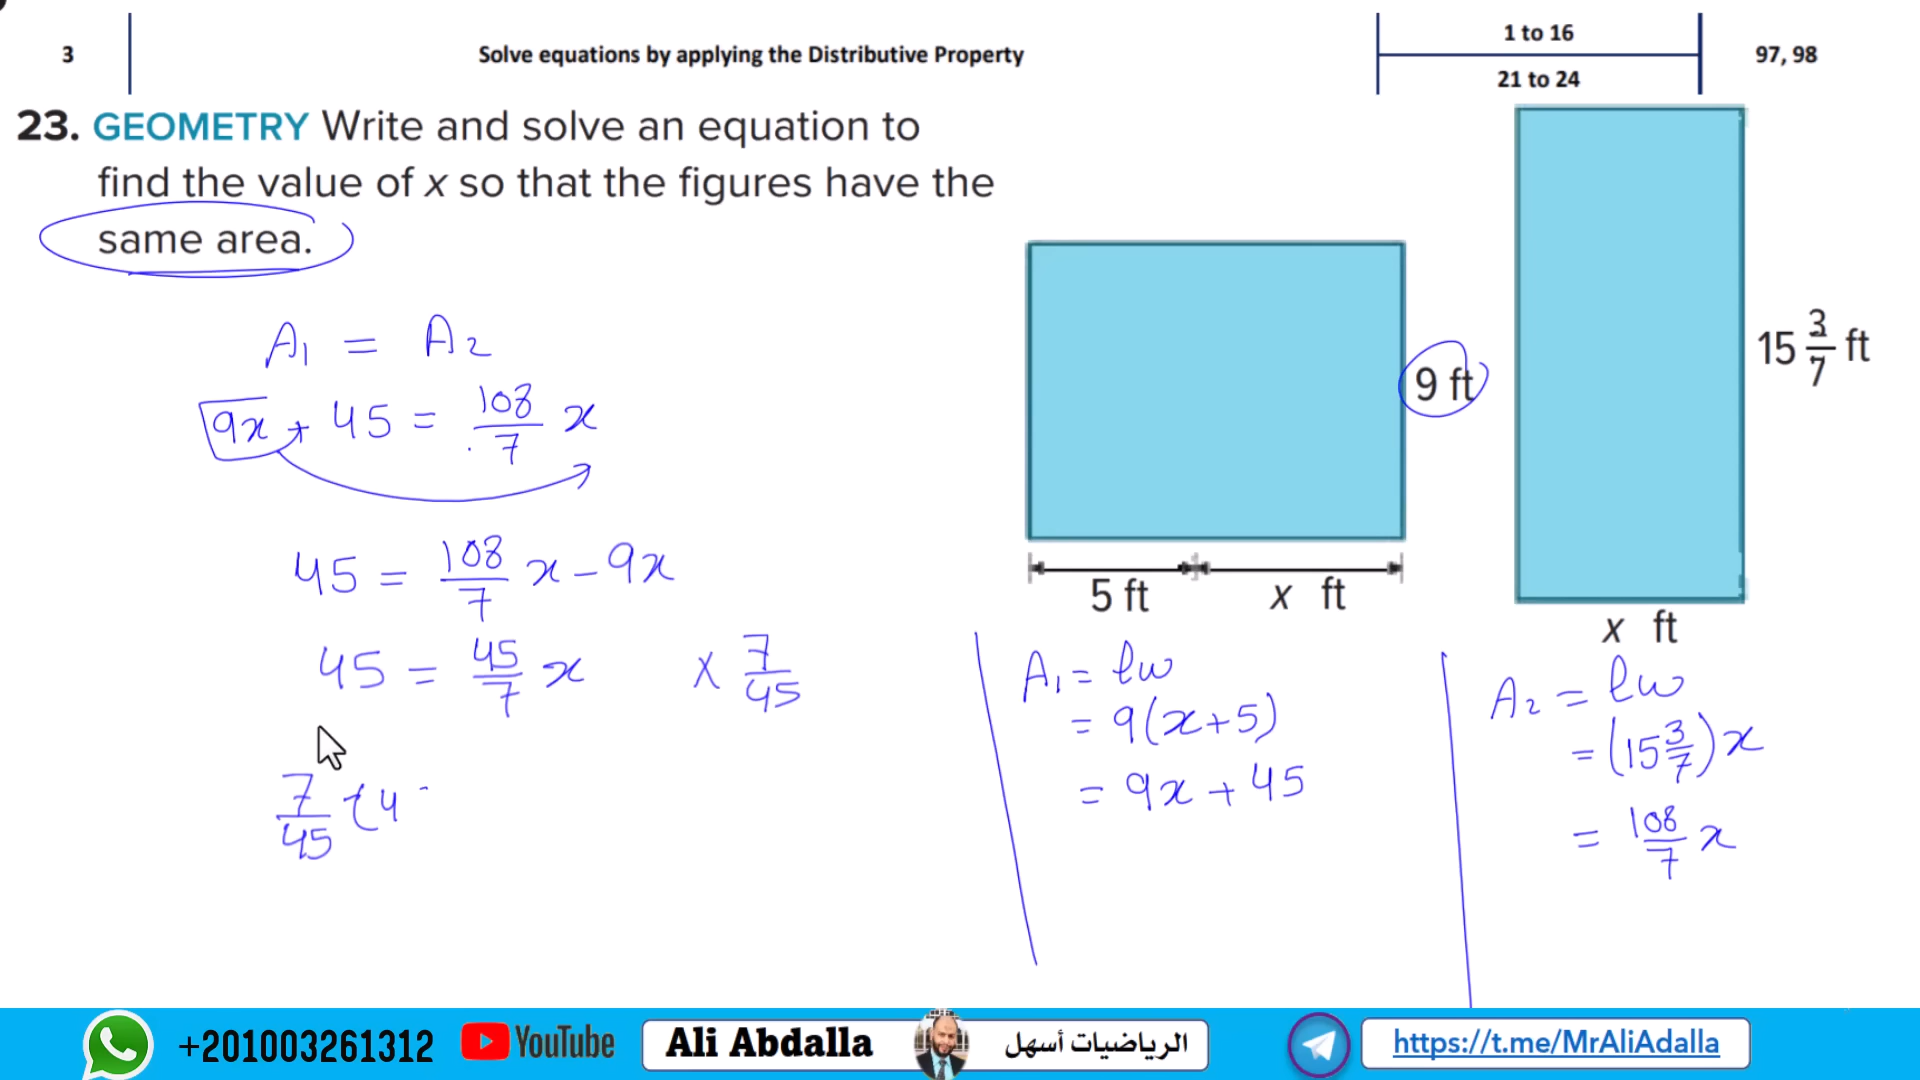 3
Solve equations by applying the Distributive Property
1 to 16
21 to 24
97, 98
23. GEOMETRY Write and solve an equation to
find the value of x so that the figures have the
same area.
9 ft
5 ft
x ft
15 3/7 ft
x ft
A₁ = A₂
9x + 45 = 108/7 x
45 = 108/7 x - 9x
45 = 45/7 x × 7/45
7/45 (4
A₁ = lw
= 9(x+5)
= 9x + 45
A₂ = lw
= (15 3/7) x
= 108/7 x
+201003261312
YouTube
Ali Abdalla
الرياضيات أسهل
https://t.me/MrAliAdalla